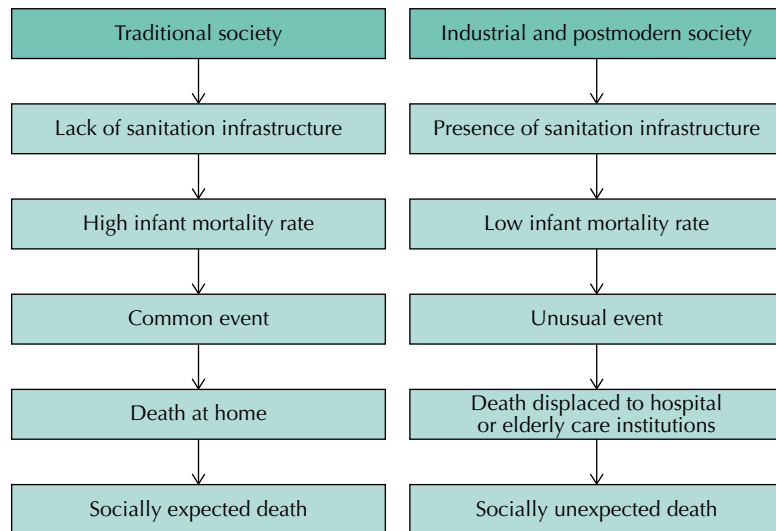 Traditional society
Lack of sanitation infrastructure
High infant mortality rate
Common event
Death at home
Socially expected death
Industrial and postmodern society
Presence of sanitation infrastructure
Low infant mortality rate
Unusual event
Death displaced to hospital
or elderly care institutions
Socially unexpected death